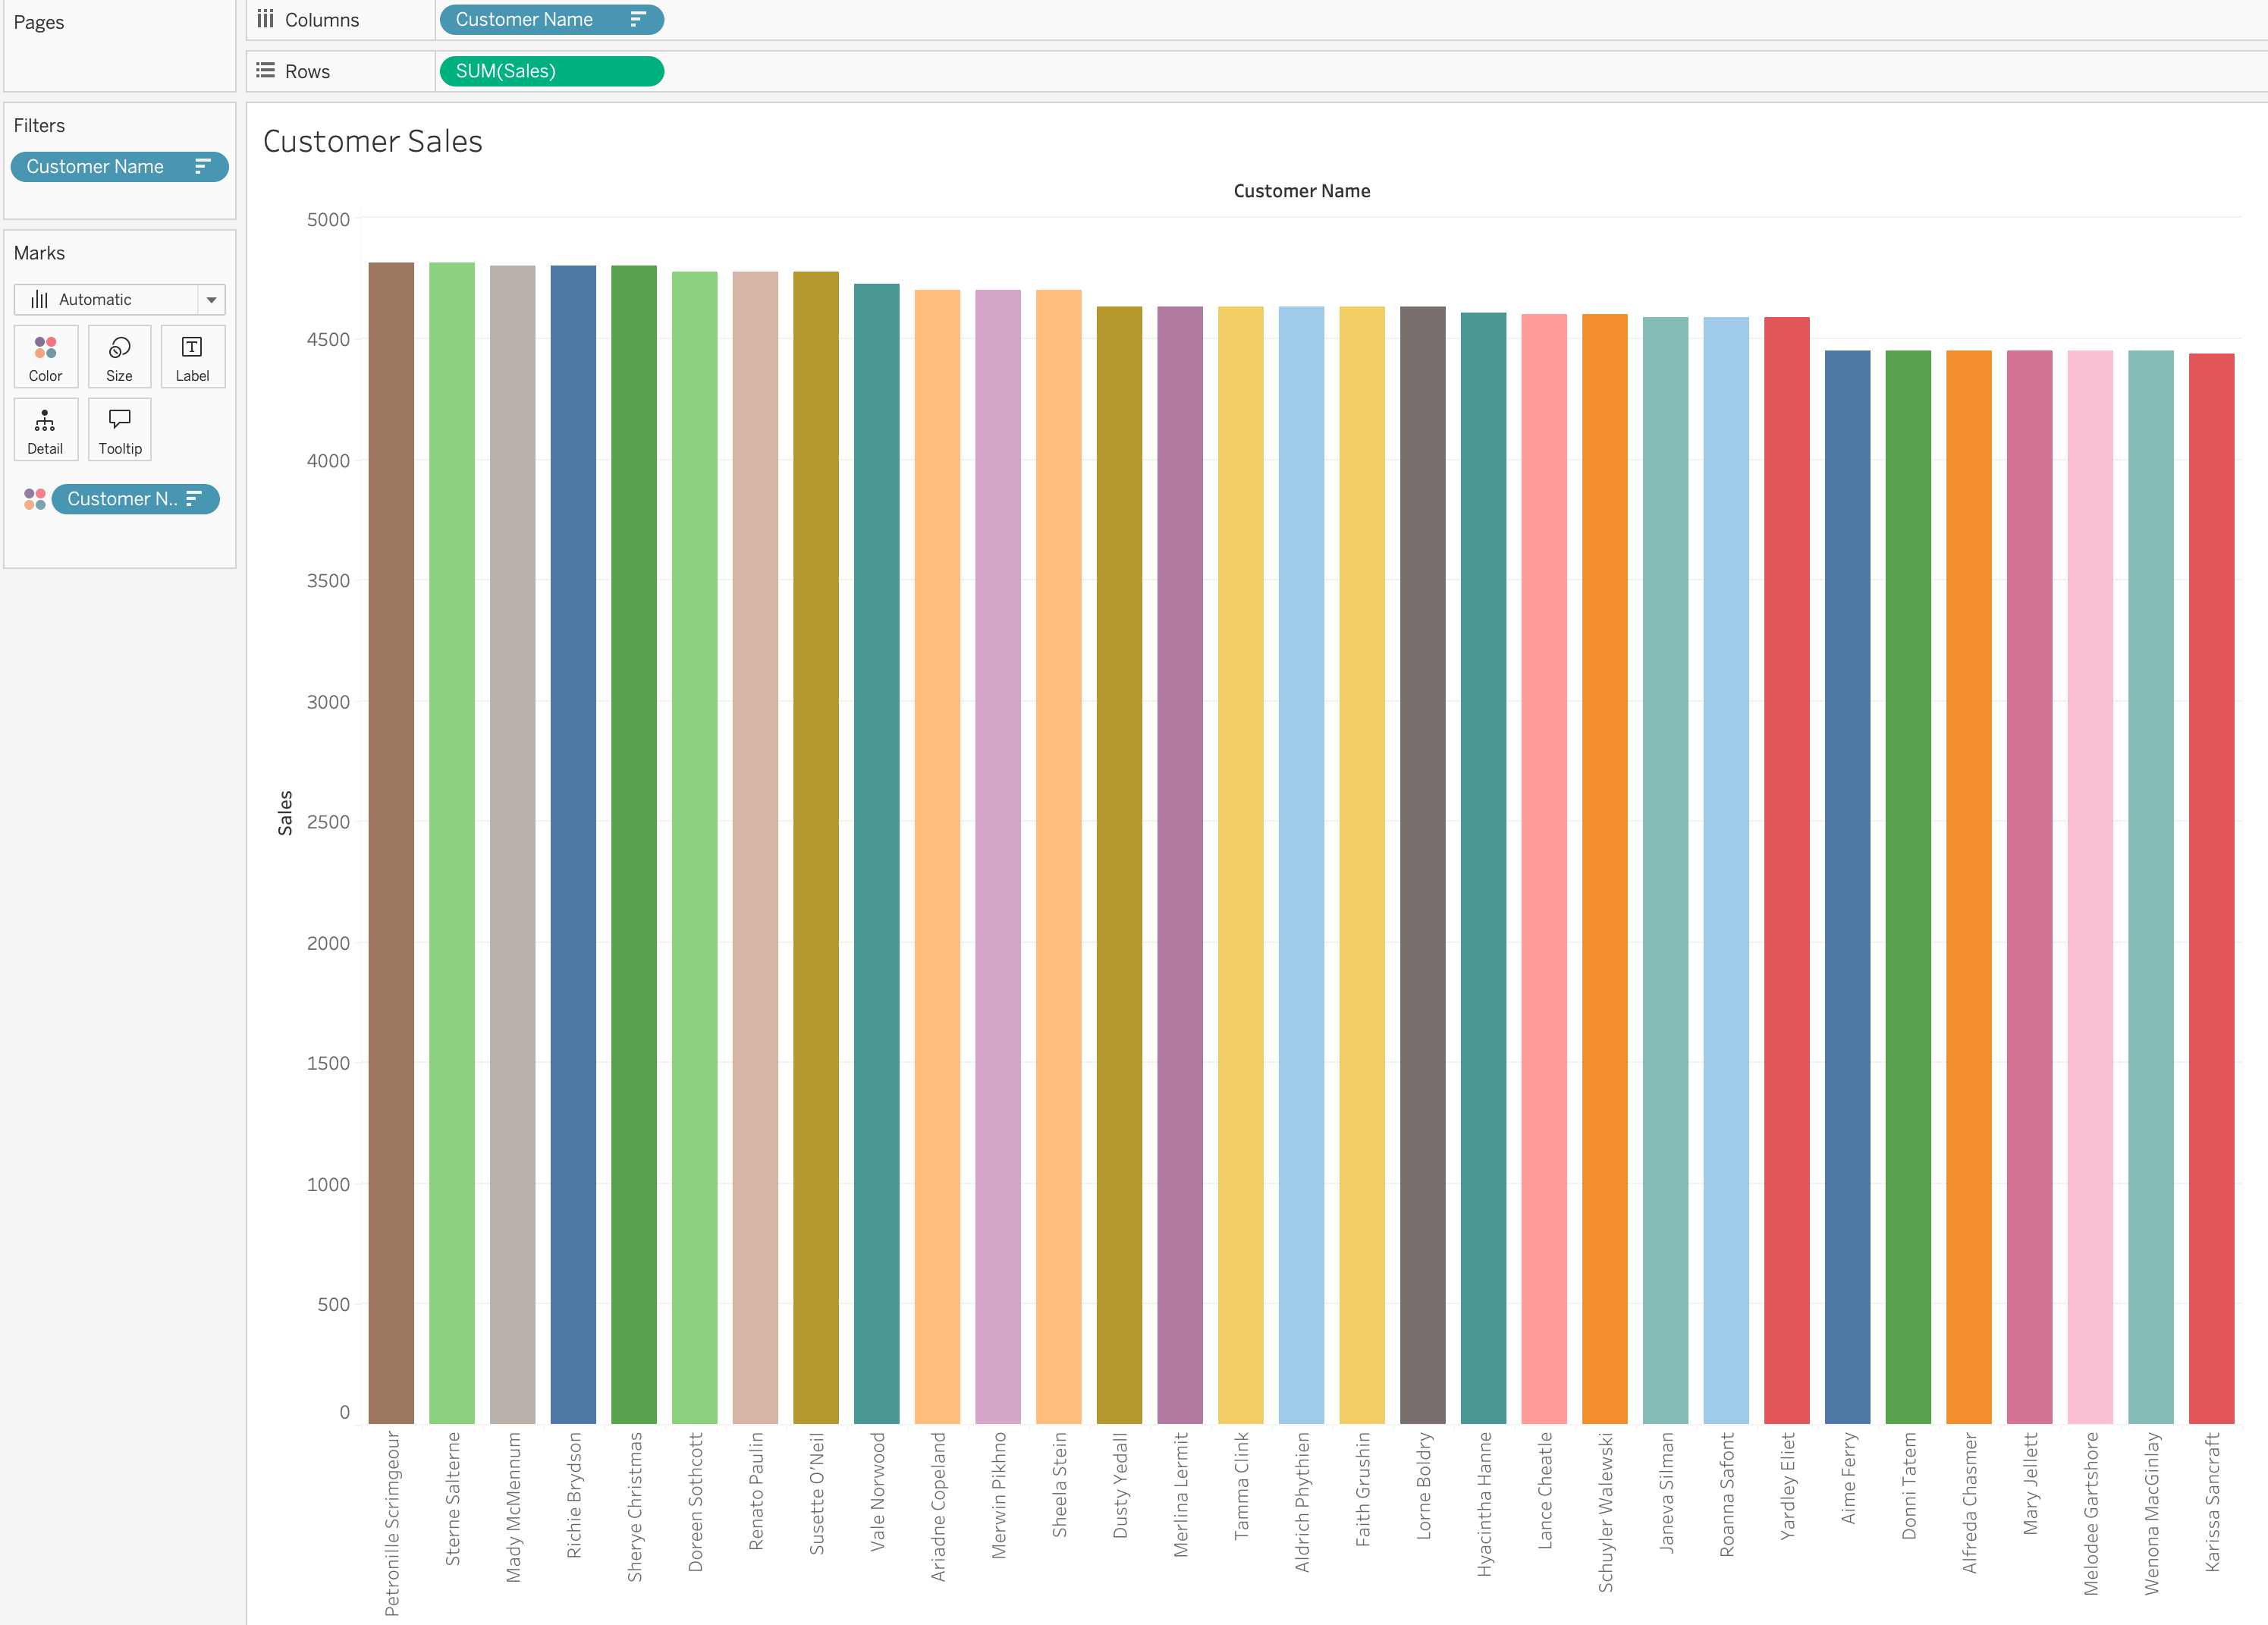 Pages
Columns
Customer Name
Rows
SUM(Sales)
Filters
Customer Name
Marks
Automatic
Color
Size
T
Label
Detail
Tooltip
Customer N..
Customer Sales
Customer Name
Sales
5000
4500
4000
3500
3000
2500
2000
1500
1000
500
0
Petronille Scrimgeour
Sterne Salterne
Mady McMennum
Richie Brydson
Sherye Christmas
Doreen Sothcott
Renato Paulin
Susette O'Neil
Vale Norwood
Ariadne Copeland
Merwin Pikhno
Sheela Stein
Dusty Yedall
Merlina Lermit
Tamma Clink
Aldrich Phythien
Faith Grushin
Lorne Boldry
Hyacintha Hanne
Lance Cheatle
Schuyler Walewski
Janeva Silman
Roanna Safont
Yardley Eliet
Aime Ferry
Donni Tatem
Alfreda Chasmer
Mary Jellett
Melodee Gartshore
Wenona MacGinlay
Karissa Sancraft